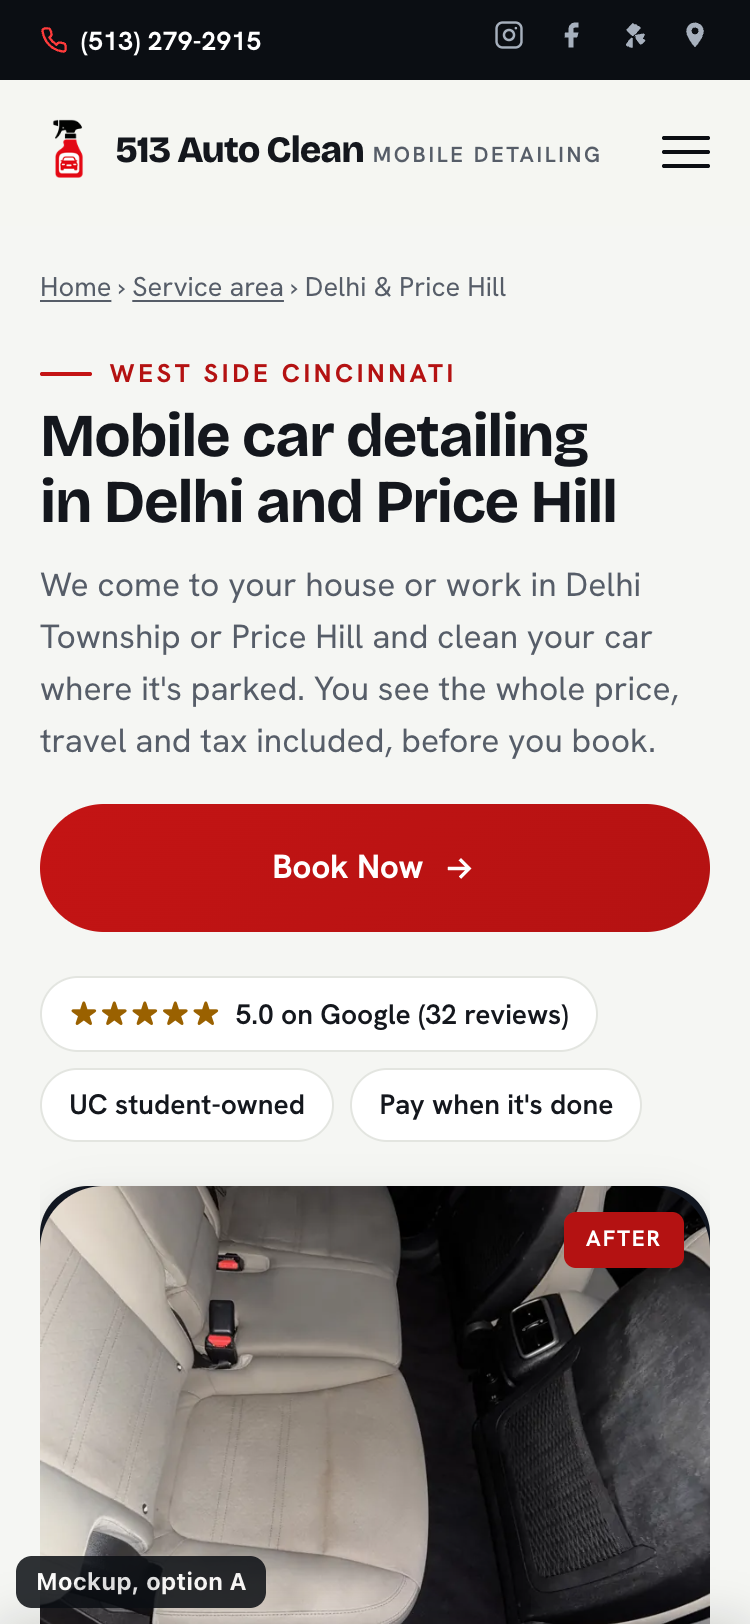 (513) 279-2915
513 Auto Clean MOBILE DETAILING
Home › Service area › Delhi & Price Hill
WEST SIDE CINCINNATI
Mobile car detailing
in Delhi and Price Hill
We come to your house or work in Delhi
Township or Price Hill and clean your car
where it's parked. You see the whole price,
travel and tax included, before you book.
Book Now →
★★★★★ 5.0 on Google (32 reviews)
UC student-owned
Pay when it's done
AFTER
Mockup, option A